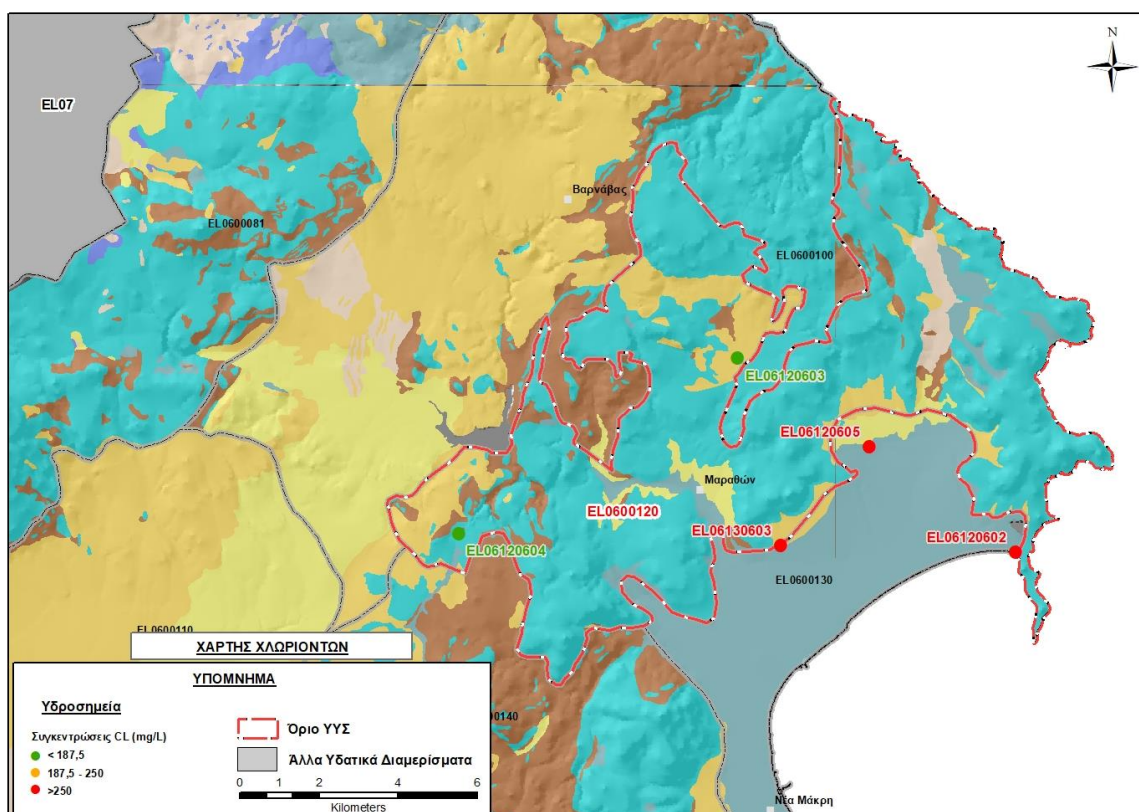 N
EL07
Βαρνάβας
EL0600081
EL0600100
EL06120603
EL06120605
Μαραθών
EL0600120
EL06130603
EL06120604
EL06120602
EL0600130
EL0600110
ΧΑΡΤΗΣ ΧΛΩΡΙΟΝΤΩΝ
ΥΠΟΜΝΗΜΑ
Υδροσημεία
Συγκεντρώσεις CL (mg/L)
< 187,5
187,5 - 250
>250
Όριο ΥΥΣ
Άλλα Υδατικά Διαμερίσματα
0 1 2 4 6
Kilometers
Νέα Μάκρη